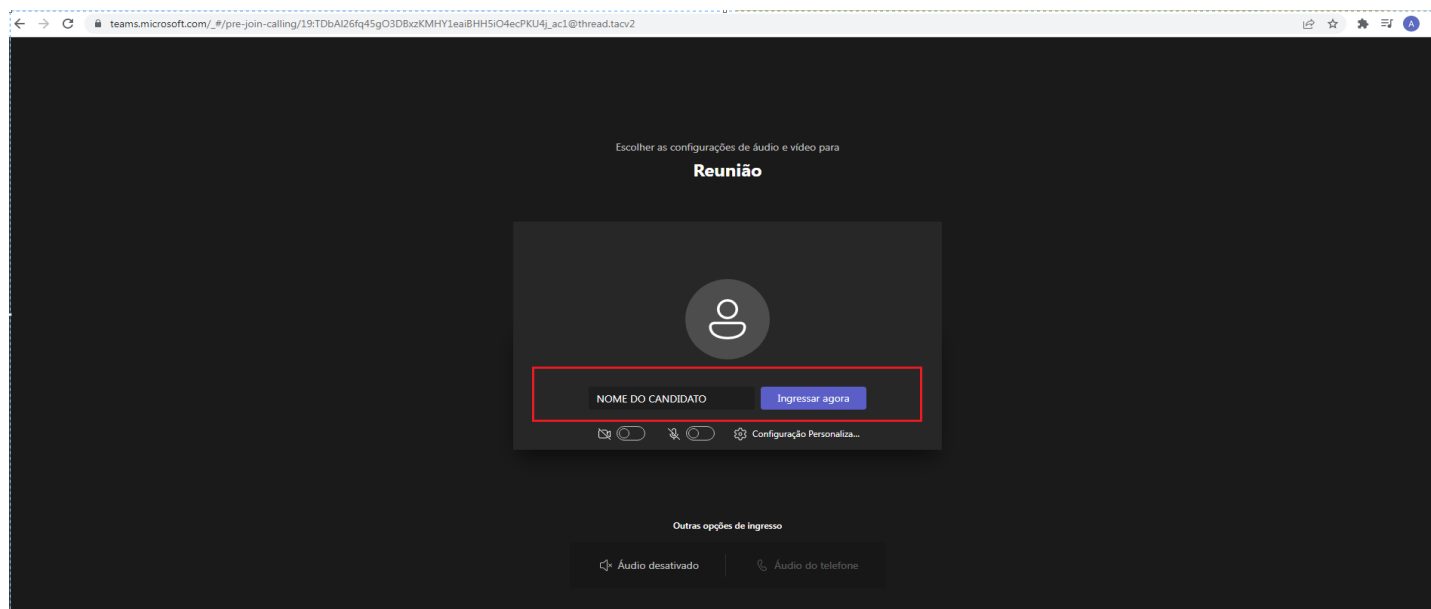 teams.microsoft.com/_#/pre-join-calling/19:TDbAI26fq45gO3DBxzKMHY1eaiBHH5iO4ecPKU4j_ac1@thread.tacv2
A
Escolher as configurações de áudio e vídeo para
Reunião
NOME DO CANDIDATO Ingressar agora
Configuração Personaliza...
Outras opções de ingresso
Áudio desativado Áudio do telefone